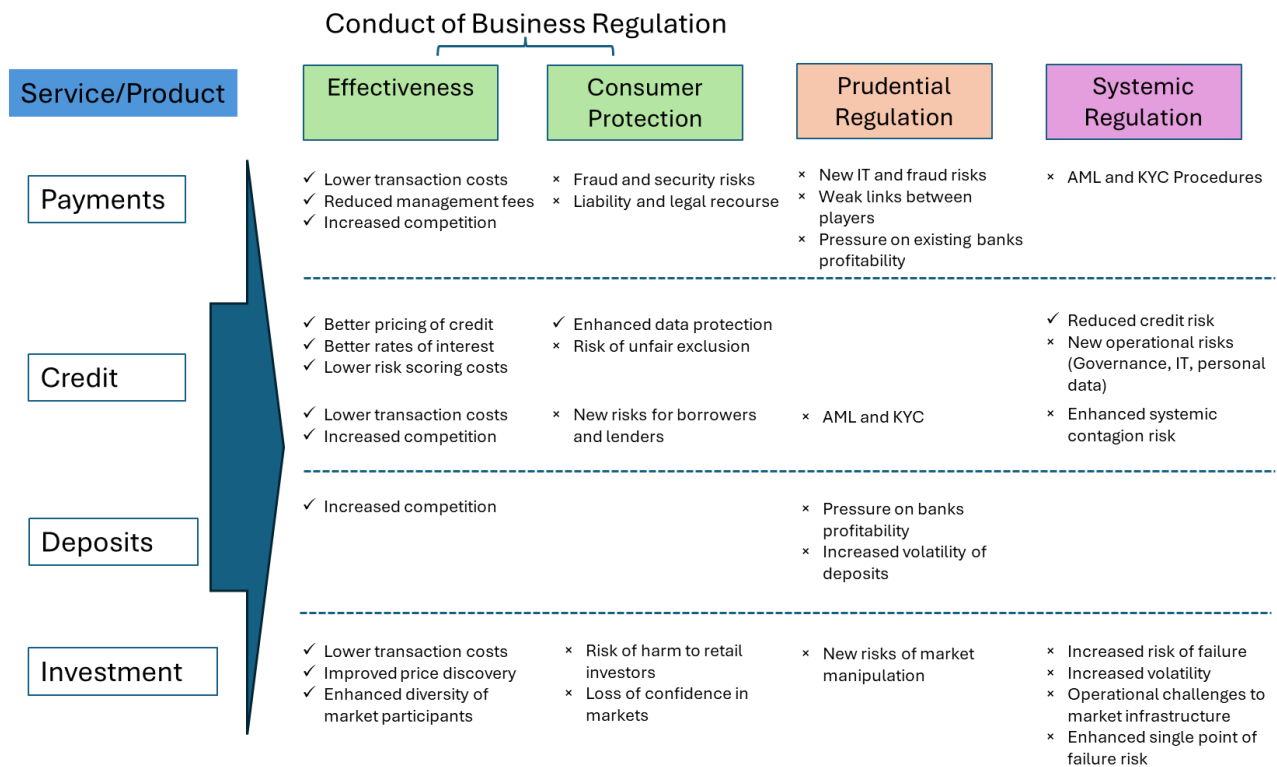 Conduct of Business Regulation
Service/Product
Effectiveness
Consumer
Protection
Prudential
Regulation
Systemic
Regulation
Payments
✓ Lower transaction costs
✓ Reduced management fees
✓ Increased competition
× Fraud and security risks
× Liability and legal recourse
× New IT and fraud risks
× Weak links between
players
× Pressure on existing banks
profitability
× AML and KYC Procedures
Credit
✓ Better pricing of credit
✓ Better rates of interest
✓ Lower risk scoring costs
✓ Enhanced data protection
× Risk of unfair exclusion
✓ Reduced credit risk
× New operational risks
(Governance, IT, personal
data)
✓ Lower transaction costs
✓ Increased competition
× New risks for borrowers
and lenders
× AML and KYC
× Enhanced systemic
contagion risk
Deposits
✓ Increased competition
× Pressure on banks
profitability
× Increased volatility of
deposits
Investment
✓ Lower transaction costs
✓ Improved price discovery
✓ Enhanced diversity of
market participants
× Risk of harm to retail
investors
× Loss of confidence in
markets
× New risks of market
manipulation
× Increased risk of failure
× Increased volatility
× Operational challenges to
market infrastructure
× Enhanced single point of
failure risk